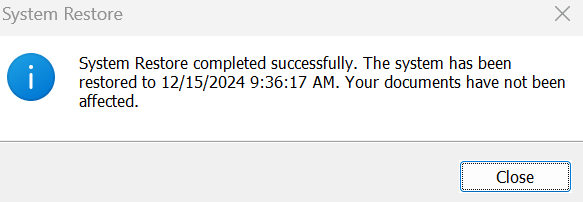 System Restore
System Restore completed successfully. The system has been
restored to 12/15/2024 9:36:17 AM. Your documents have not been
affected.
Close